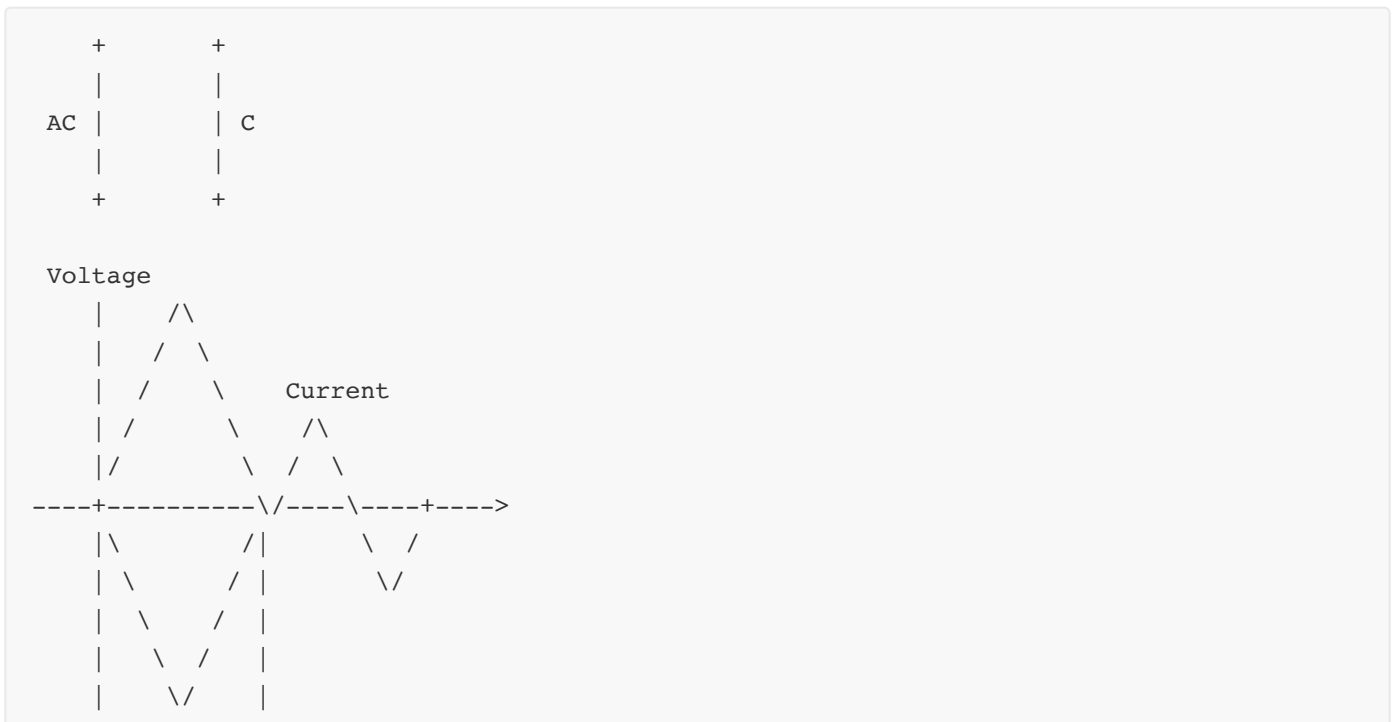 +       +
|       |
AC |       | C
|       |
+       +
Voltage
|    /\
|   /  \
|  /    \    Current
| /      \    /\
|/        \  /  \
----+----------\/----\----+---->
|\        /|      \  /
| \      / |       \/
|  \    /  |
|   \  /   |
|    \/    |